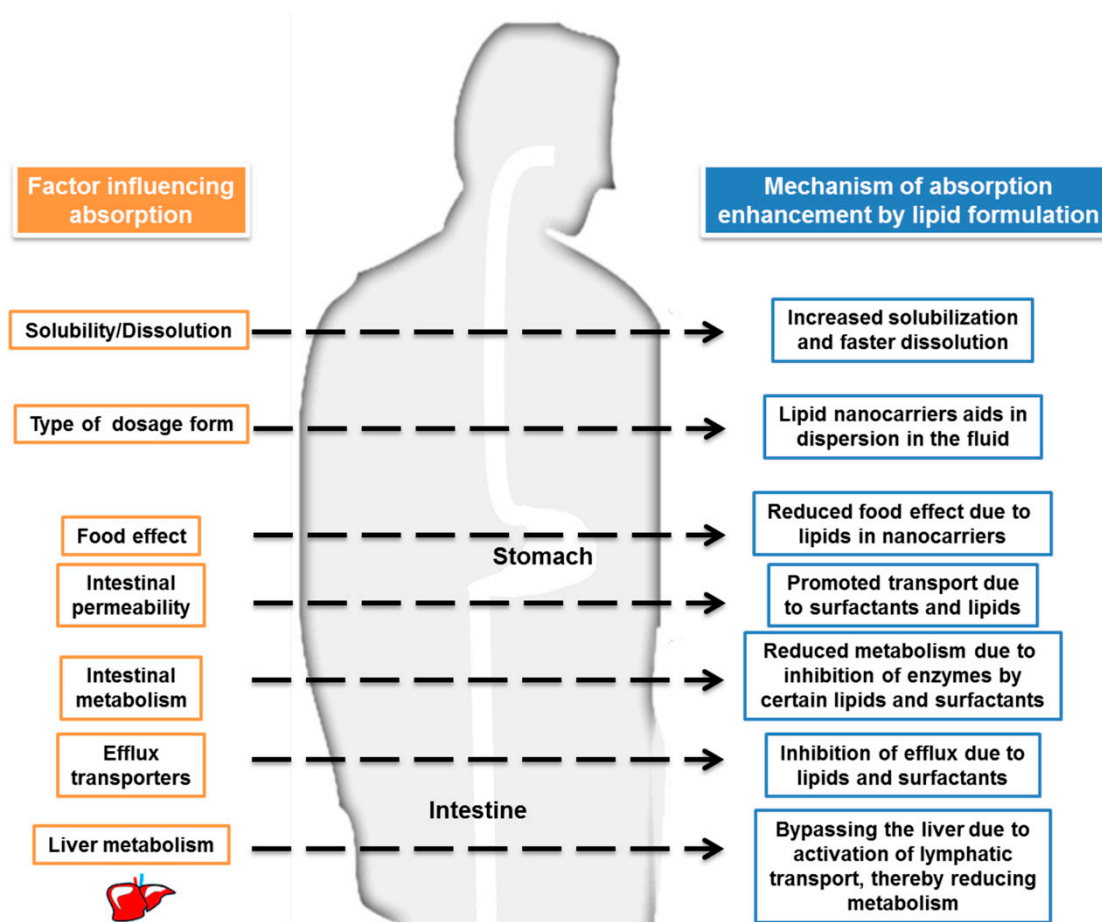 Factor influencing
absorption
Mechanism of absorption
enhancement by lipid formulation
Solubility/Dissolution
Increased solubilization
and faster dissolution
Type of dosage form
Lipid nanocarriers aids in
dispersion in the fluid
Food effect
Reduced food effect due to
lipids in nanocarriers
Stomach
Intestinal
permeability
Promoted transport due
to surfactants and lipids
Intestinal
metabolism
Reduced metabolism due to
inhibition of enzymes by
certain lipids and surfactants
Efflux
transporters
Inhibition of efflux due to
lipids and surfactants
Intestine
Liver metabolism
Bypassing the liver due to
activation of lymphatic
transport, thereby reducing
metabolism